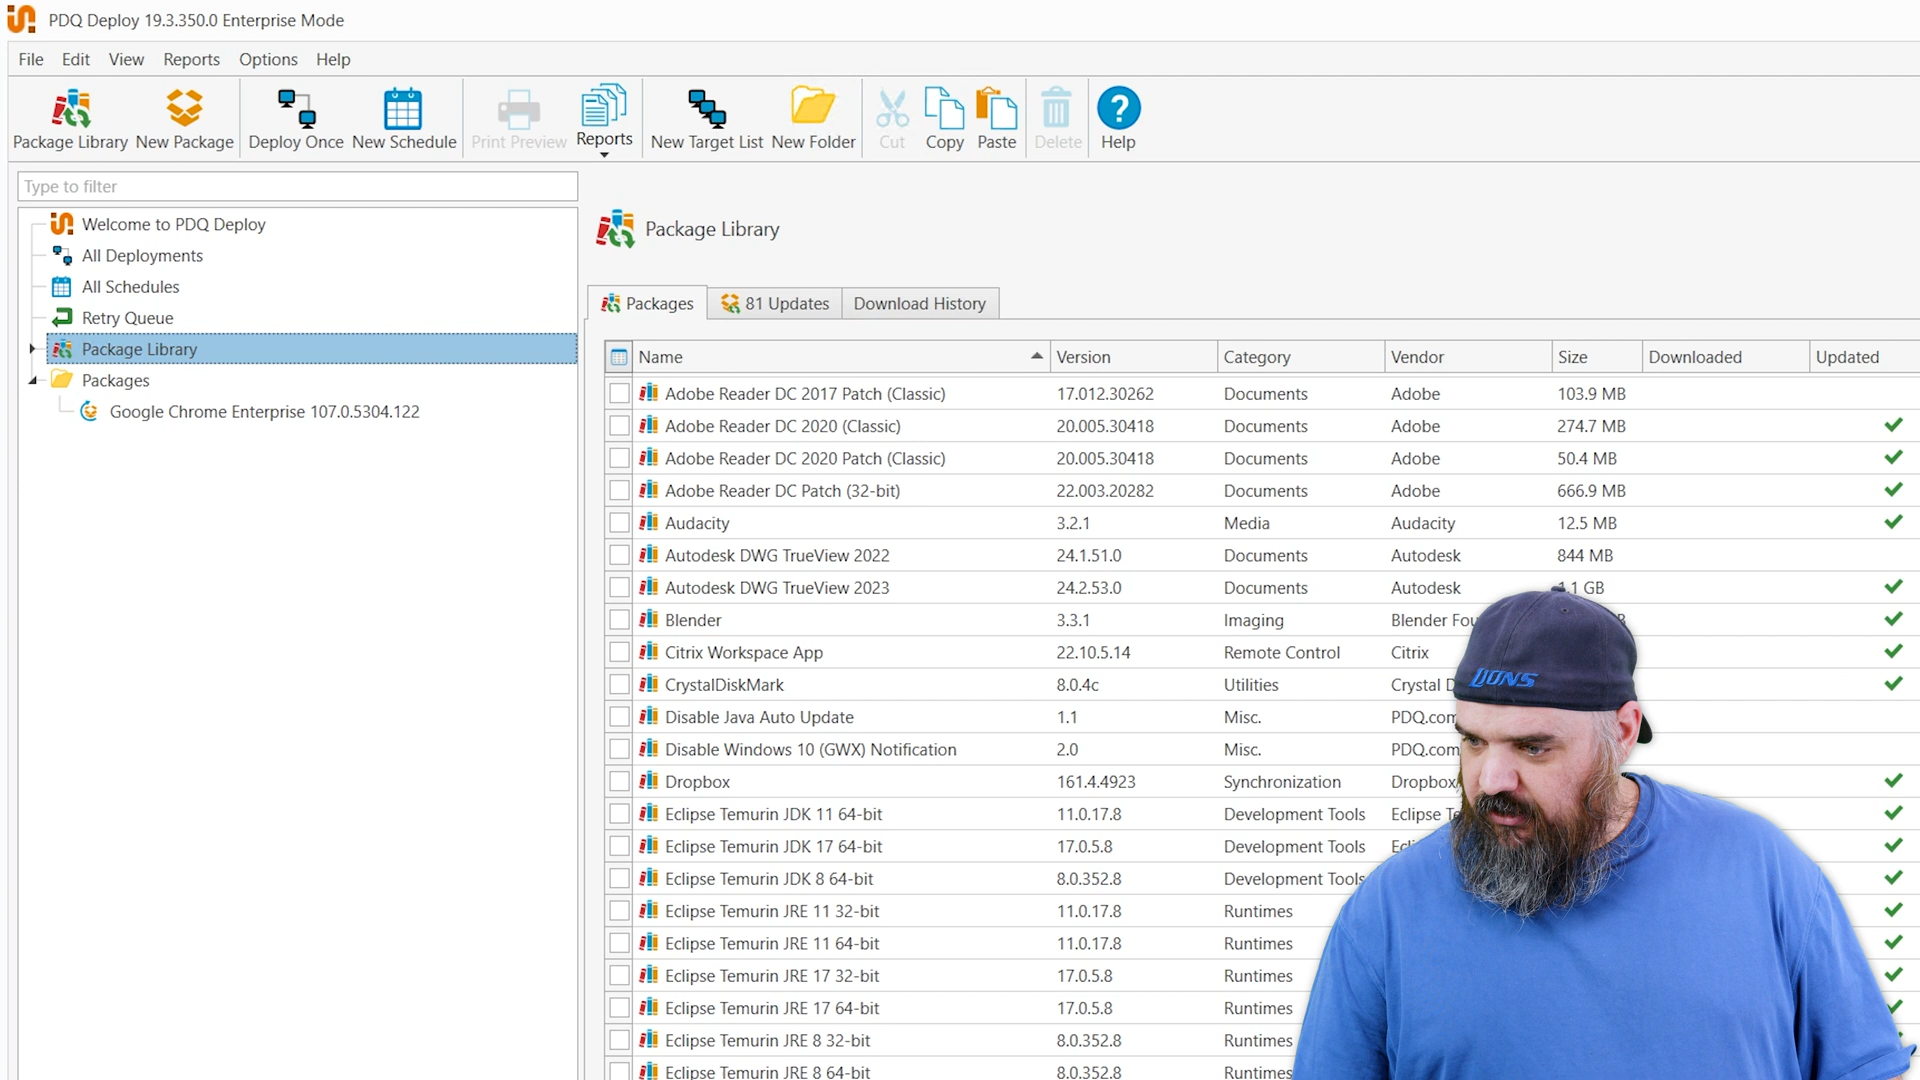 PDQ Deploy 19.3.350.0 Enterprise Mode
File Edit View Reports Options Help
Package Library New Package Deploy Once New Schedule Print Preview Reports New Target List New Folder Cut Copy Paste Delete Help
Type to filter
Welcome to PDQ Deploy
All Deployments
All Schedules
Retry Queue
Package Library
Packages
Google Chrome Enterprise 107.0.5304.122
Package Library
Packages 81 Updates Download History
Name Version Category Vendor Size Downloaded Updated
Adobe Reader DC 2017 Patch (Classic) 17.012.30262 Documents Adobe 103.9 MB
Adobe Reader DC 2020 (Classic) 20.005.30418 Documents Adobe 274.7 MB
Adobe Reader DC 2020 Patch (Classic) 20.005.30418 Documents Adobe 50.4 MB
Adobe Reader DC Patch (32-bit) 22.003.20282 Documents Adobe 666.9 MB
Audacity 3.2.1 Media Audacity 12.5 MB
Autodesk DWG TrueView 2022 24.1.51.0 Documents Autodesk 844 MB
Autodesk DWG TrueView 2023 24.2.53.0 Documents Autodesk 1.1 GB
Blender 3.3.1 Imaging Blender Fou
Citrix Workspace App 22.10.5.14 Remote Control Citrix
CrystalDiskMark 8.0.4c Utilities Crystal D
Disable Java Auto Update 1.1 Misc. PDQ.com
Disable Windows 10 (GWX) Notification 2.0 Misc. PDQ.com
Dropbox 161.4.4923 Synchronization Dropbox
Eclipse Temurin JDK 11 64-bit 11.0.17.8 Development Tools Eclipse Te
Eclipse Temurin JDK 17 64-bit 17.0.5.8 Development Tools Ecli
Eclipse Temurin JDK 8 64-bit 8.0.352.8 Development Tools
Eclipse Temurin JRE 11 32-bit 11.0.17.8 Runtimes
Eclipse Temurin JRE 11 64-bit 11.0.17.8 Runtimes
Eclipse Temurin JRE 17 32-bit 17.0.5.8 Runtimes
Eclipse Temurin JRE 17 64-bit 17.0.5.8 Runtimes
Eclipse Temurin JRE 8 32-bit 8.0.352.8 Runtimes
Eclipse Temurin JRE 8 64-bit 8.0.352.8 Runtimes
LIONS